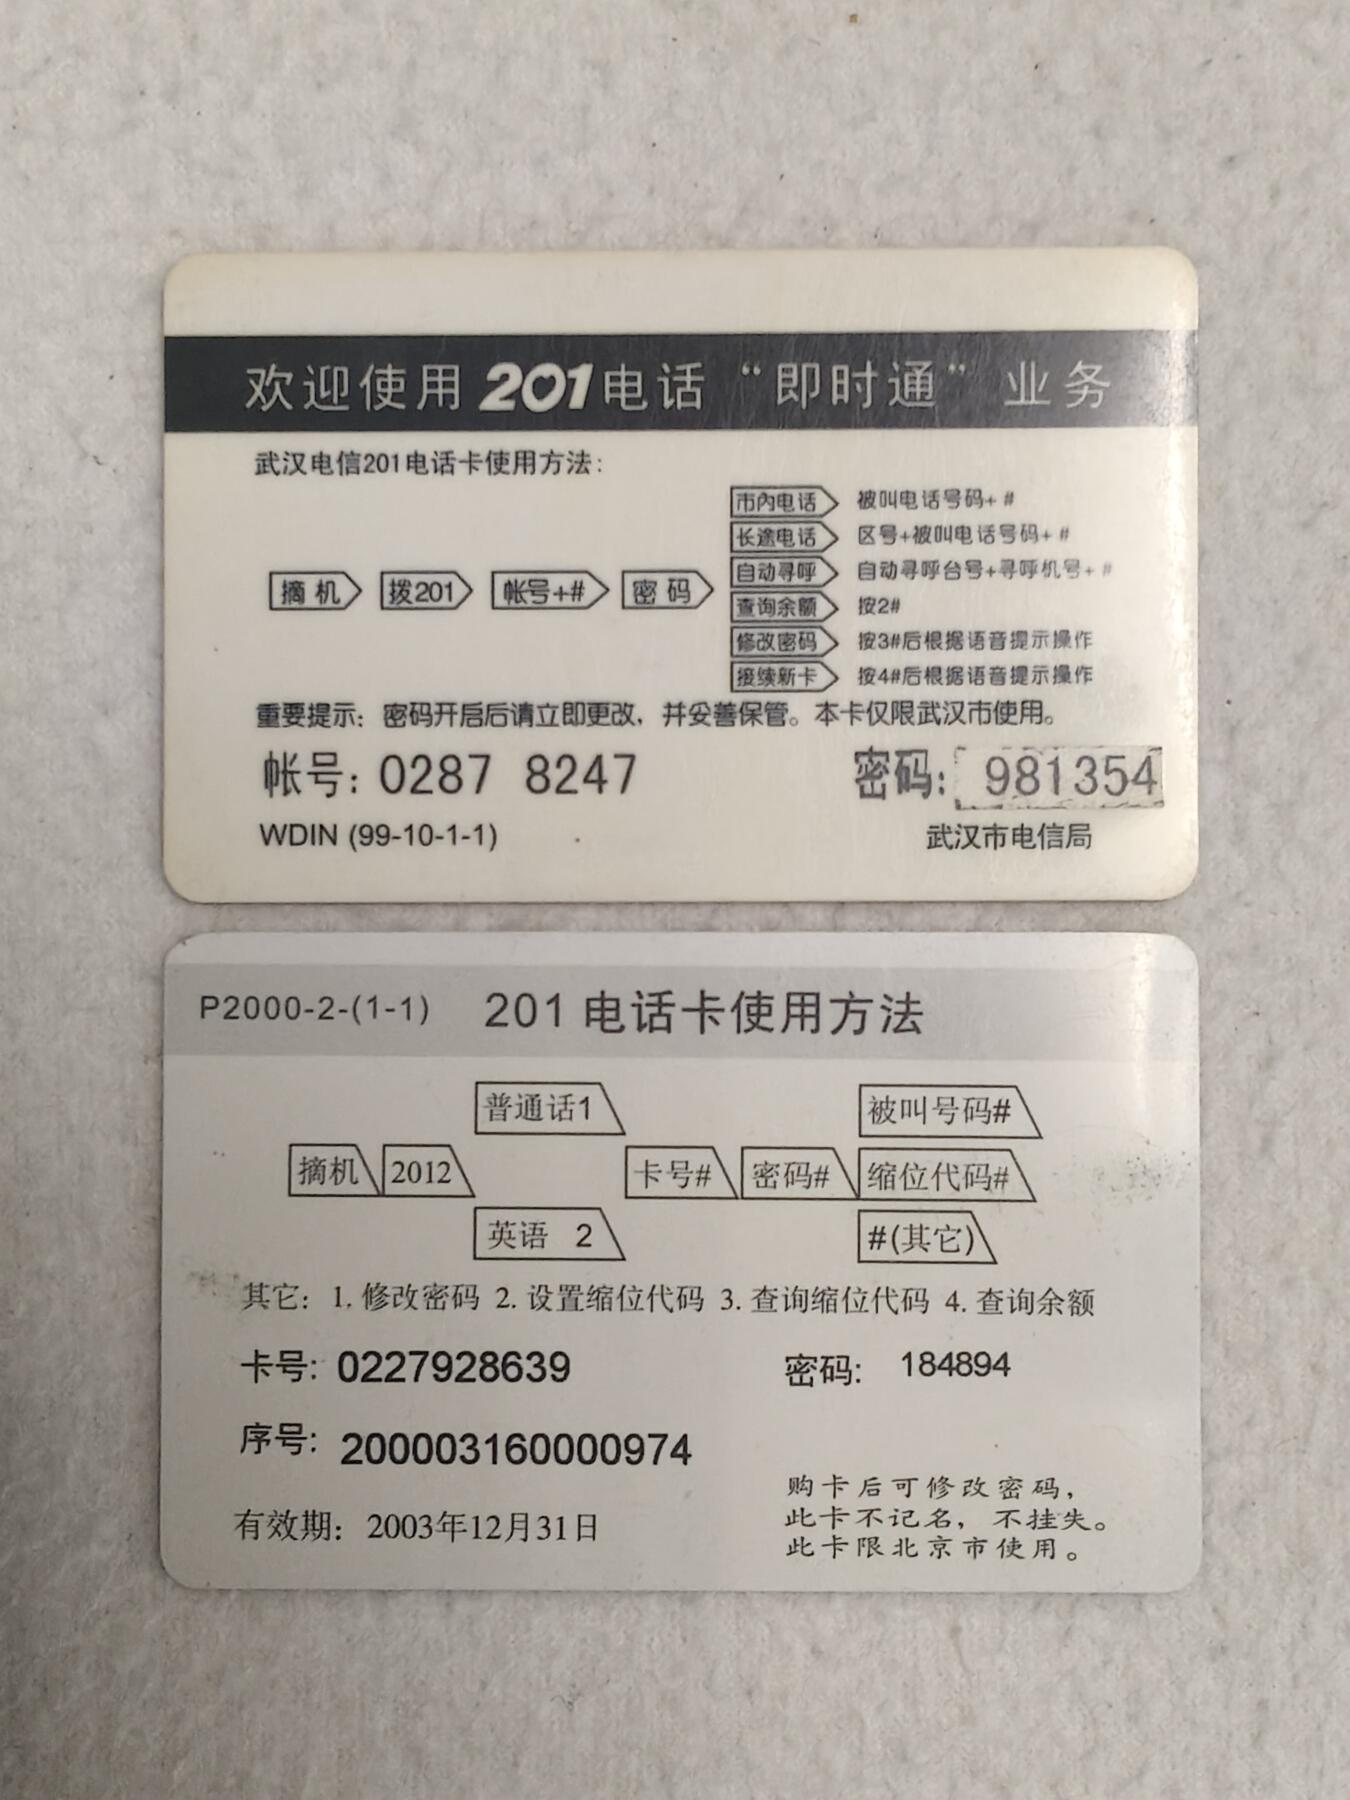 欢迎使用201电话“即时通”业务
武汉电信201电话卡使用方法:
摘机 拨201 帐号+# 密码
市内电话 被叫电话号码+#
长途电话 区号+被叫电话号码+#
自动寻呼 自动寻呼台号+寻呼机号+#
查询余额 按2#
修改密码 按3#后根据语音提示操作
接续新卡 按4#后根据语音提示操作
重要提示: 密码开启后请立即更改，并妥善保管。本卡仅限武汉市使用。
帐号: 0287 8247 密码: 981354
WDIN (99-10-1-1) 武汉市电信局
P2000-2-(1-1) 201 电话卡使用方法
普通话1 被叫号码#
摘机 2012 卡号# 密码# 缩位代码#
英语 2 #(其它)
其它: 1. 修改密码 2. 设置缩位代码 3. 查询缩位代码 4. 查询余额
卡号: 0227928639 密码: 184894
序号: 200003160000974
购卡后可修改密码，
有效期: 2003年12月31日 此卡不记名，不挂失。
此卡限北京市使用。